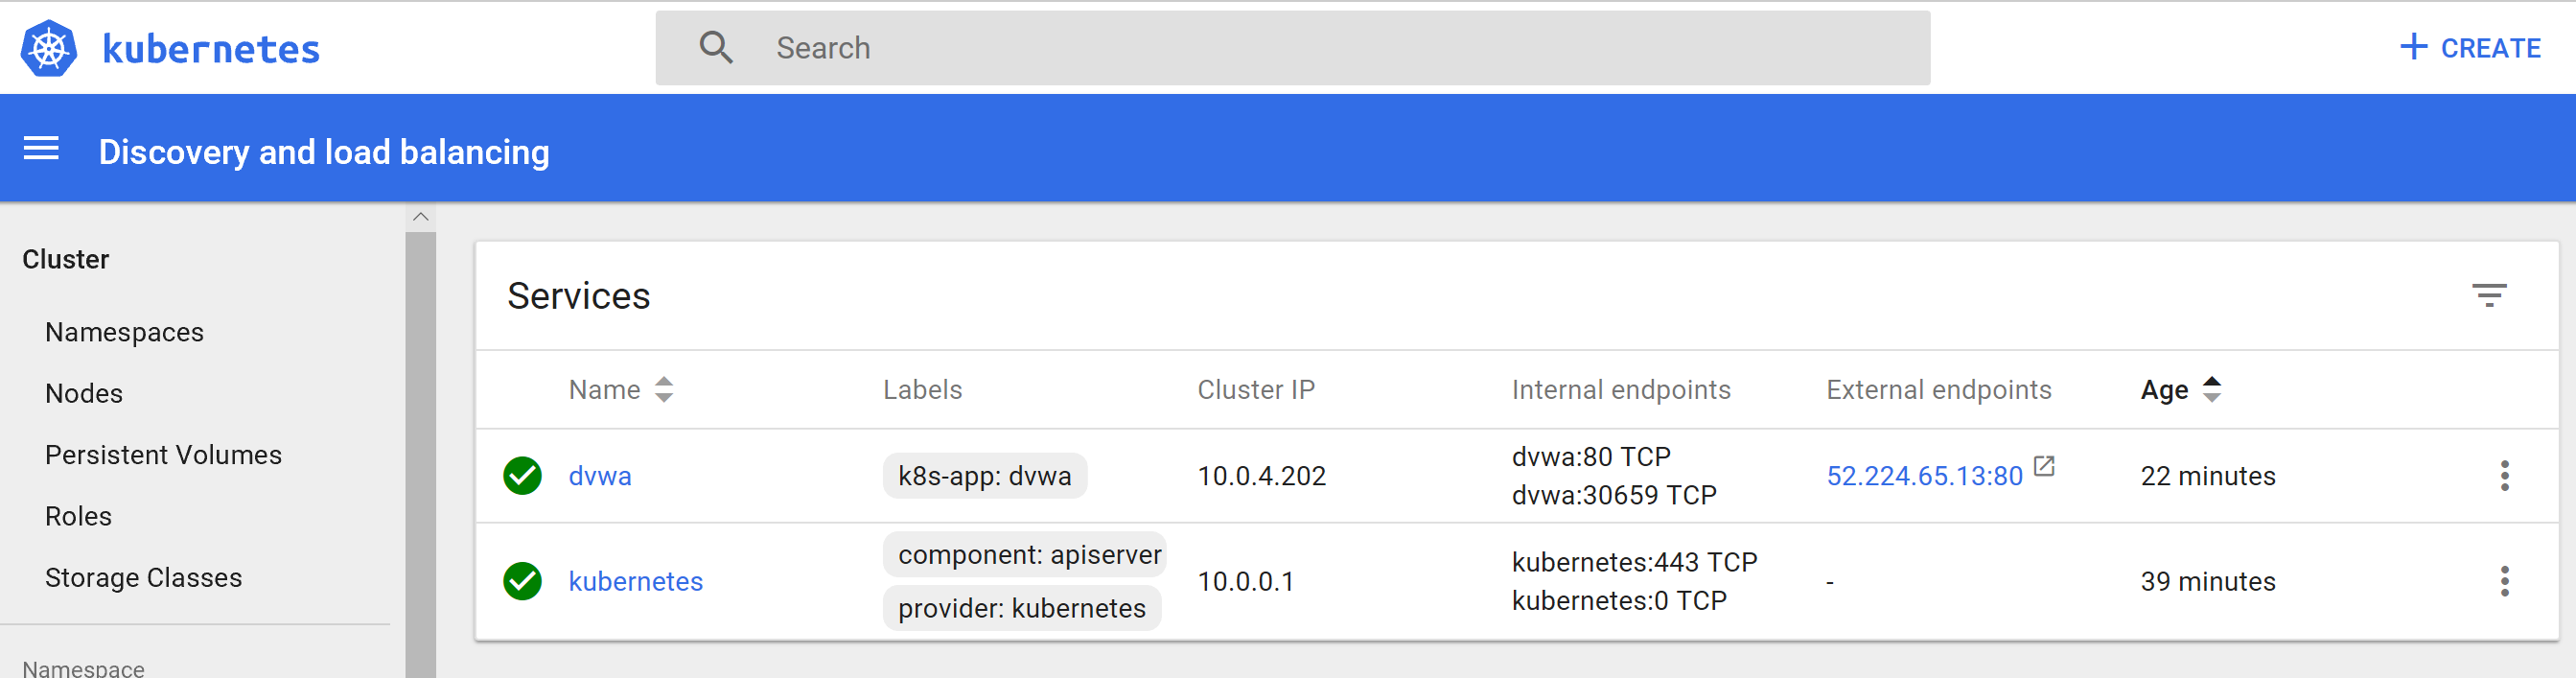 kubernetes
Search
+ CREATE
Discovery and load balancing
Cluster
Namespaces
Nodes
Persistent Volumes
Roles
Storage Classes
Namespace
Services
Name Labels Cluster IP Internal endpoints External endpoints Age
dvwa k8s-app: dvwa 10.0.4.202 dvwa:80 TCP 52.224.65.13:80 22 minutes
dvwa:30659 TCP
component: apiserver
kubernetes 10.0.0.1 kubernetes:443 TCP - 39 minutes
provider: kubernetes kubernetes:0 TCP